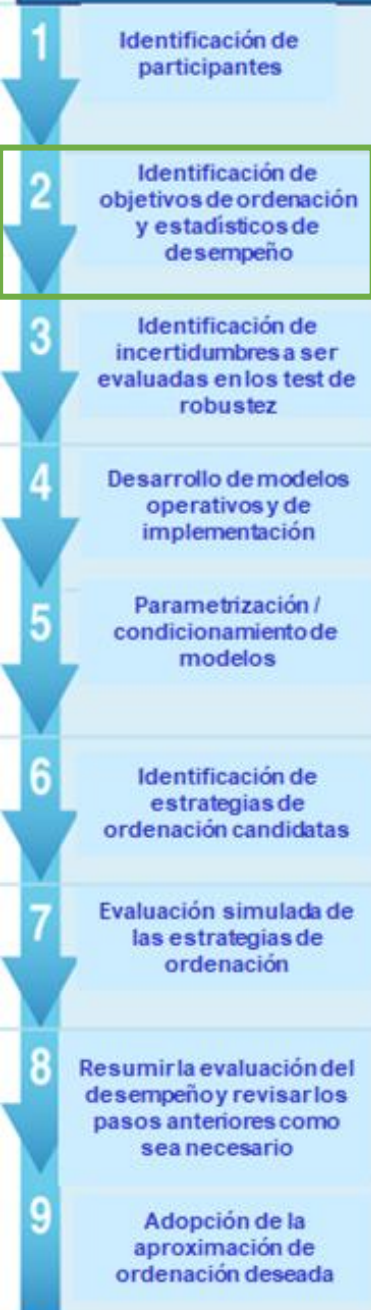 1
Identificación de
participantes
2
Identificación de
objetivos de ordenación
y estadísticos de
desempeño
3
Identificación de
incertidumbres a ser
evaluadas en los test de
robustez
4
Desarrollo de modelos
operativos y de
implementación
5
Parametrización /
condicionamiento de
modelos
6
Identificación de
estrategias de
ordenación candidatas
7
Evaluación simulada de
las estrategias de
ordenación
8
Resumir la evaluación del
desempeño y revisar los
pasos anteriores como
sea necesario
9
Adopción de la
aproximación de
ordenación deseada